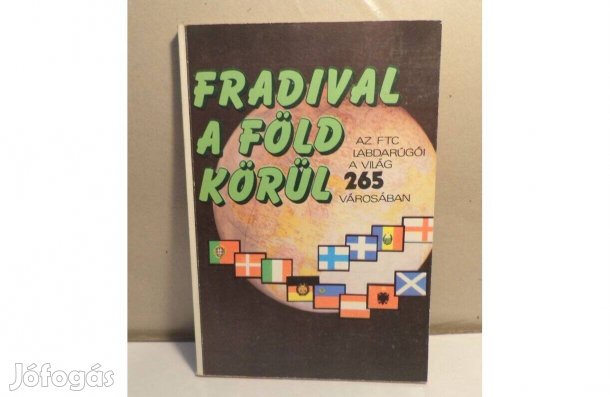 FRADIVAL
A FÖLD
KÖRÜL
AZ FTC
LABDARÚGÓI
A VILÁG
265
VÁROSÁBAN
Jófogás